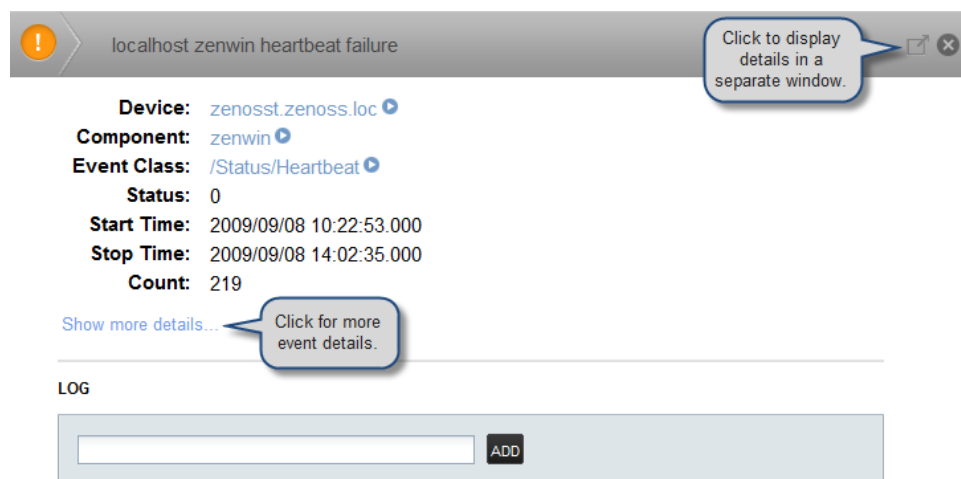 !
localhost zenwin heartbeat failure
Click to display
details in a
separate window.
Device: zenosst.zenoss.loc
Component: zenwin
Event Class: /Status/Heartbeat
Status: 0
Start Time: 2009/09/08 10:22:53.000
Stop Time: 2009/09/08 14:02:35.000
Count: 219
Show more details...
Click for more
event details.
LOG
ADD